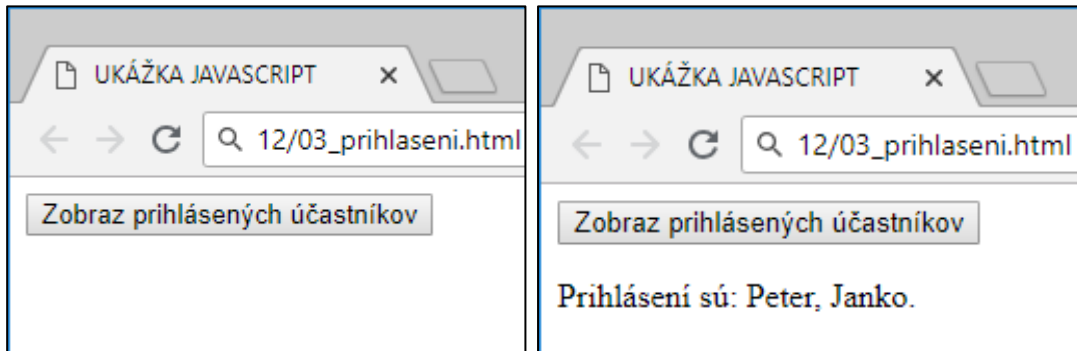 UKÁŽKA JAVASCRIPT
12/03_prihlaseni.html
Zobraz prihlásených účastníkov
UKÁŽKA JAVASCRIPT
12/03_prihlaseni.html
Zobraz prihlásených účastníkov
Prihlásení sú: Peter, Janko.